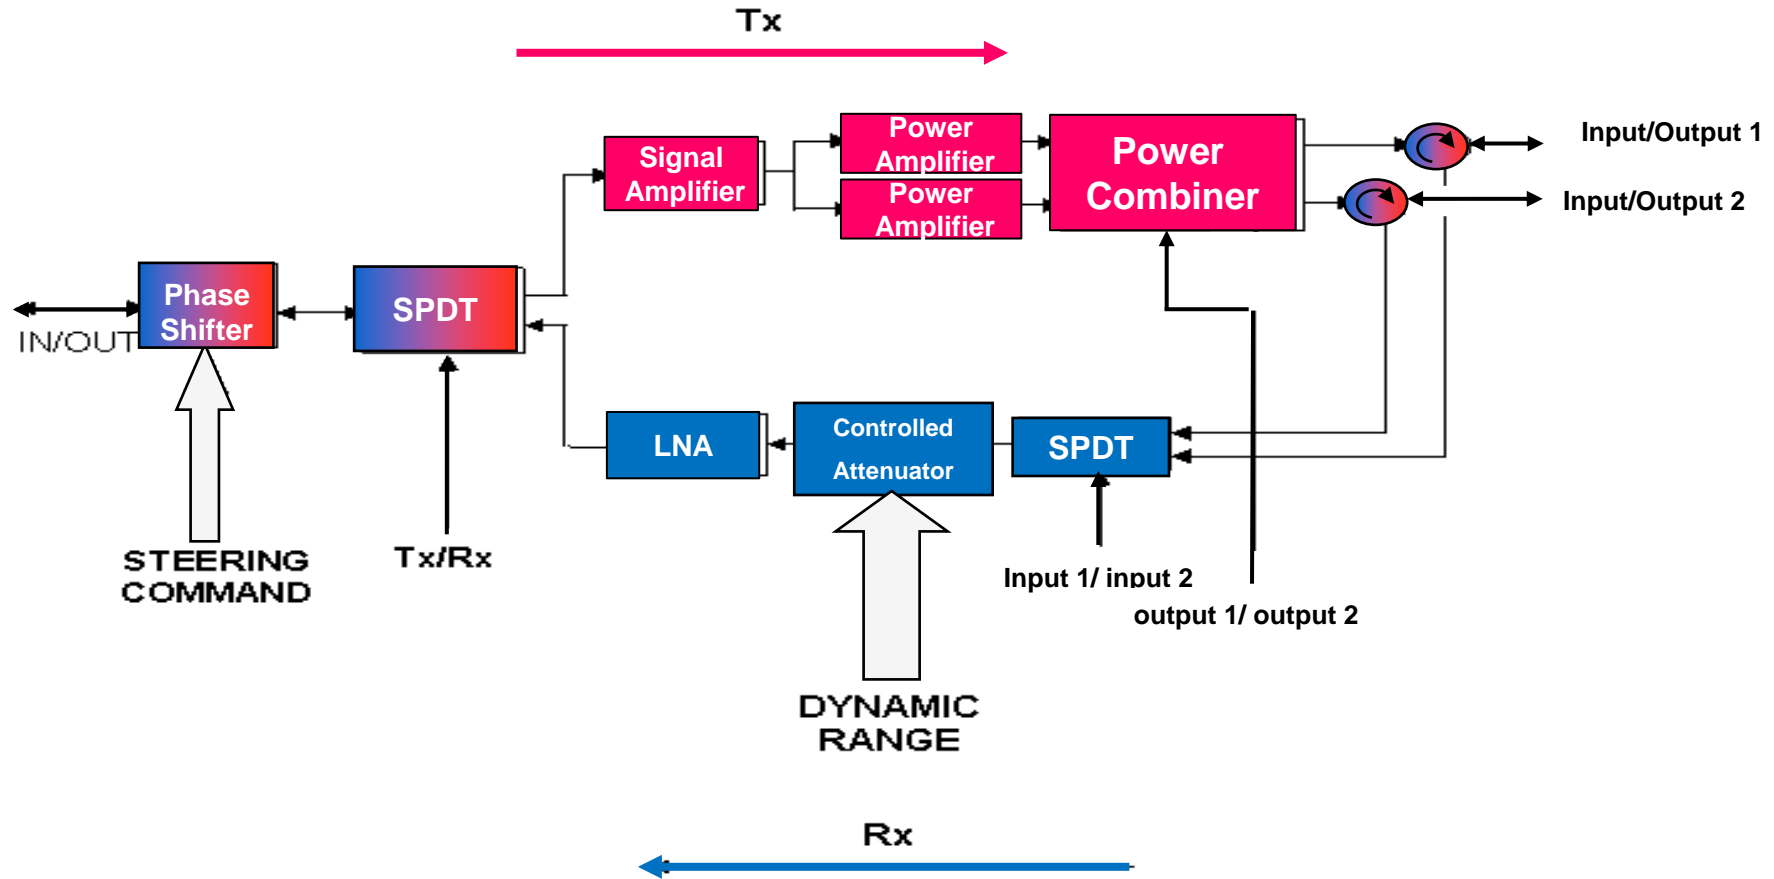 Tx
Power
Amplifier
Power
Combiner
Input/Output 1
Signal
Amplifier
Power
Amplifier
Input/Output 2
Phase
Shifter
SPDT
IN/OUT
LNA
Controlled
Attenuator
SPDT
STEERING
COMMAND
Tx/Rx
Input 1/ input 2
output 1/ output 2
DYNAMIC
RANGE
Rx